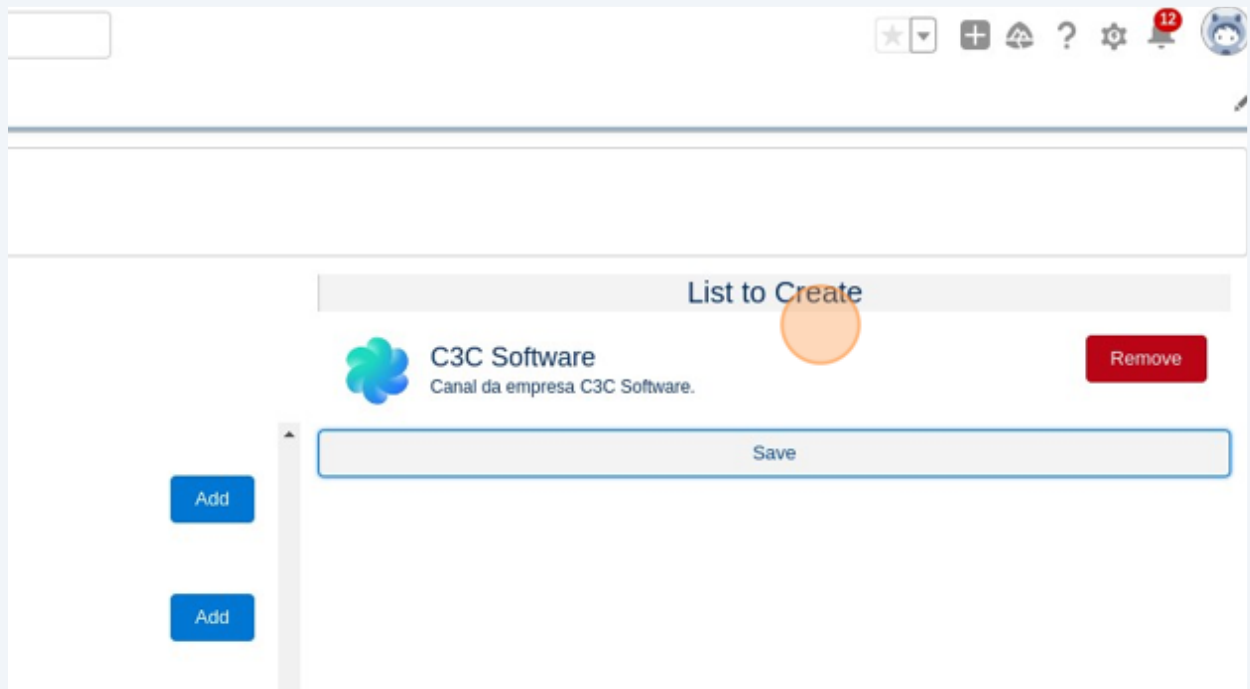 12
List to Create
C3C Software
Canal da empresa C3C Software.
Remove
Save
Add
Add